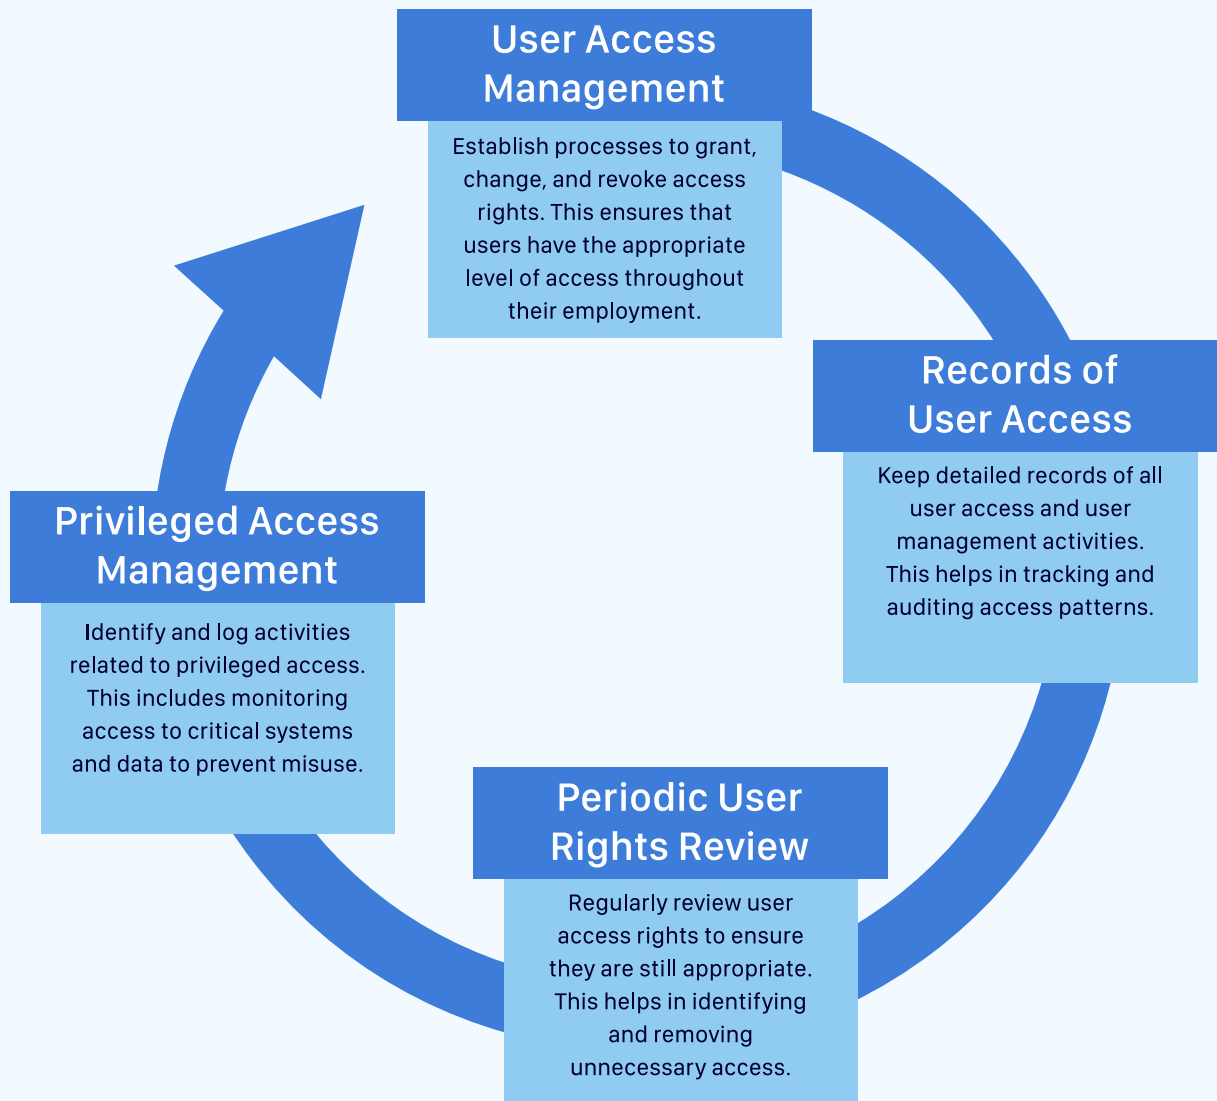 User Access
Management
Establish processes to grant,
change, and revoke access
rights. This ensures that
users have the appropriate
level of access throughout
their employment.
Records of
User Access
Keep detailed records of all
user access and user
management activities.
This helps in tracking and
auditing access patterns.
Periodic User
Rights Review
Regularly review user
access rights to ensure
they are still appropriate.
This helps in identifying
and removing
unnecessary access.
Privileged Access
Management
Identify and log activities
related to privileged access.
This includes monitoring
access to critical systems
and data to prevent misuse.